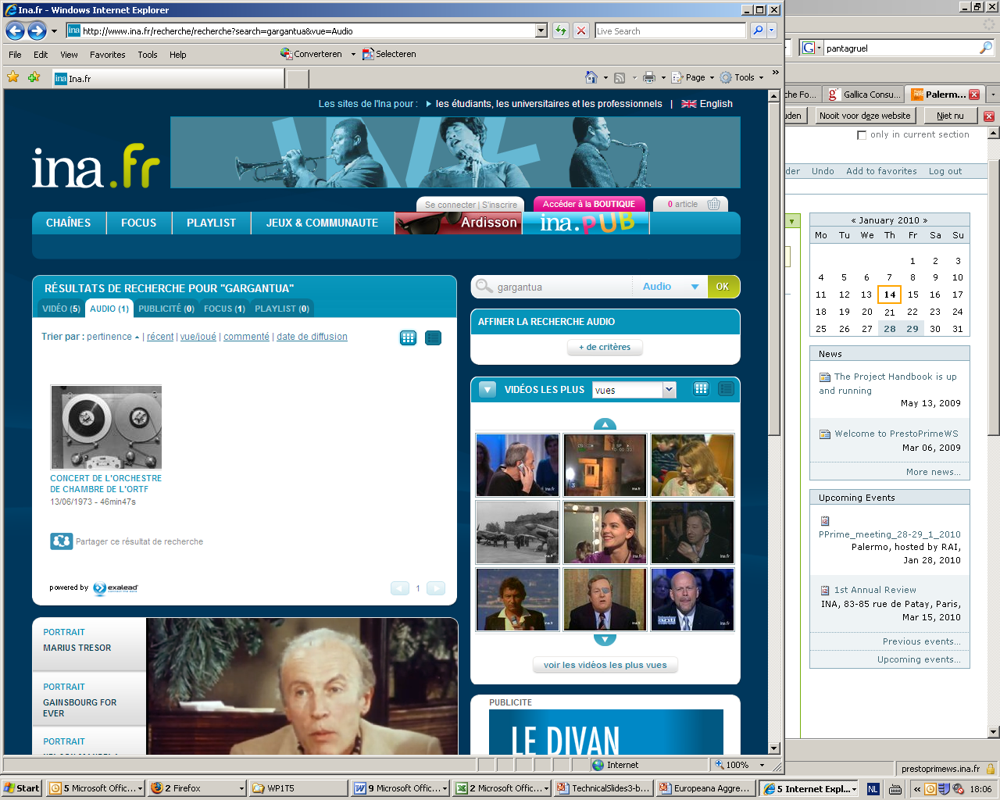 Ina.fr - Windows Internet Explorer
http://www.ina.fr/recherche/recherche?search=gargantua&vue=Audio
Live Search
File Edit View Favorites Tools Help
Converteren Selecteren
Ina.fr
Page Tools »
Les sites de l'Ina pour : les étudiants, les universitaires et les professionnels | English
ina.fr
Se connecter | S'inscrire
Accéder à la BOUTIQUE
0 article
CHAÎNES FOCUS PLAYLIST JEUX & COMMUNAUTE Ardisson ina.PUB
RÉSULTATS DE RECHERCHE POUR "GARGANTUA"
VIDÉO (5) AUDIO (1) PUBLICITÉ (0) FOCUS (1) PLAYLIST (0)
Trier par : pertinence | récent | vue/joué | commenté | date de diffusion
CONCERT DE L'ORCHESTRE
DE CHAMBRE DE L'ORTF
13/06/1973 - 46min47s
Partager ce résultat de recherche
powered by exalead
1
gargantua Audio OK
AFFINER LA RECHERCHE AUDIO
+ de critères
VIDÉOS LES PLUS vues
voir les vidéos les plus vues
PUBLICITE
LE DIVAN
PORTRAIT
MARIUS TRESOR
PORTRAIT
GAINSBOURG FOR
EVER
PORTRAIT
Internet 100%
pantagruel
che Fo... Gallica Consu... Palerm...
uden Nooit voor deze website Niet nu
only in current section
der Undo Add to favorites Log out
« January 2010 »
Mo Tu We Th Fr Sa Su
1 2 3
4 5 6 7 8 9 10
11 12 13 14 15 16 17
18 19 20 21 22 23 24
25 26 27 28 29 30 31
News
The Project Handbook is up
and running
May 13, 2009
Welcome to PrestoPrimeWS
Mar 06, 2009
More news...
Upcoming Events
PPrime_meeting_28-29_1_2010
Palermo, hosted by RAI,
Jan 28, 2010
1st Annual Review
INA, 83-85 rue de Patay, Paris,
Mar 15, 2010
Previous events...
Upcoming events...
prestoprimews.ina.fr
Start 5 Microsoft Offic... 2 Firefox WP1T5 9 Microsoft Offic... 2 Microsoft Offic... TechnicalSlides3-b... Europeana Aggre... 5 Internet Expl... NL « 18:06